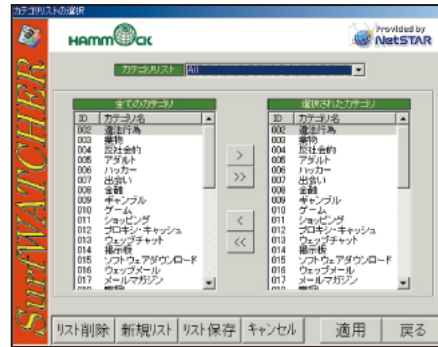 カテゴリリストの選択
HAMMOCK
Provided by
NetSTAR
カテゴリリスト All
全てのカテゴリ
ID カテゴリ名
002 違法行為
003 薬物
004 反社会的
005 アダルト
006 ハッカー
007 出会い
008 金融
009 ギャンブル
010 ゲーム
011 ショッピング
012 プロキシ・キャッシュ
013 ウェッブチャット
014 掲示板
015 ソフトウェアダウンロード
016 ウェッブメール
017 メールマガジン
>
>>
<
<<
選択されたカテゴリ
ID カテゴリ名
002 違法行為
003 薬物
004 反社会的
005 アダルト
006 ハッカー
007 出会い
008 金融
009 ギャンブル
010 ゲーム
011 ショッピング
012 プロキシ・キャッシュ
013 ウェッブチャット
014 掲示板
015 ソフトウェアダウンロード
016 ウェッブメール
017 メールマガジン
SurfWATCHER
リスト削除 新規リスト リスト保存 キャンセル 適用 戻る